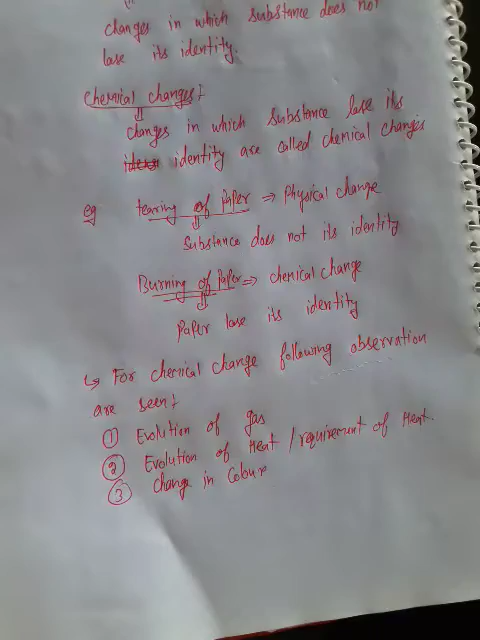 changes in which substance does not
lose its identity.
Chemical changes:
changes in which substance lose its
identity are called chemical changes
eg tearing of paper ⇒ Physical change
Substance does not its identity
Burning of paper ⇒ chemical change
Paper lose its identity
↳ For chemical change following observation
are seen:
① Evolution of gas
② Evolution of Heat / requirement of Heat.
③ Change in Colour